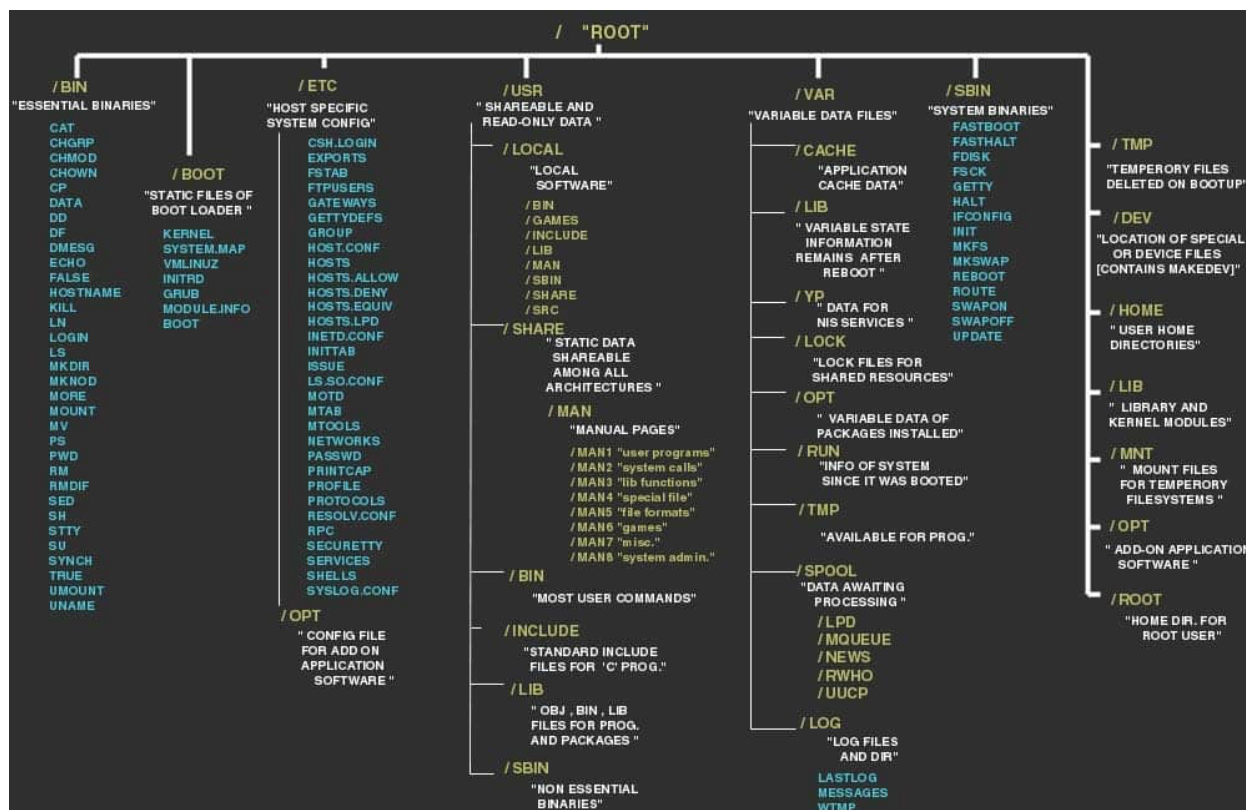 / "ROOT"
/BIN
"ESSENTIAL BINARIES"
CAT
CHGRP
CHMOD
CHOWN
CP
DATA
DD
DF
DMESG
ECHO
FALSE
HOSTNAME
KILL
LN
LOGIN
LS
MKDIR
MKNOD
MORE
MOUNT
MV
PS
PWD
RM
RMDIF
SED
SH
STTY
SU
SYNCH
TRUE
UMOUNT
UNAME
/BOOT
"STATIC FILES OF
BOOT LOADER "
KERNEL
SYSTEM.MAP
VMLINUZ
INITRD
GRUB
MODULE.INFO
BOOT
/ETC
"HOST SPECIFIC
SYSTEM CONFIG"
CSH.LOGIN
EXPORTS
FSTAB
FTPUSERS
GATEWAYS
GETTYDEFS
GROUP
HOST.CONF
HOSTS
HOSTS.ALLOW
HOSTS.DENY
HOSTS.EQUIV
HOSTS.LPD
INETD.CONF
INITTAB
ISSUE
LS.SO.CONF
MOTD
MTAB
MTOOLS
NETWORKS
PASSWD
PRINTCAP
PROFILE
PROTOCOLS
RESOLV.CONF
RPC
SECURETTY
SERVICES
SHELLS
SYSLOG.CONF
/OPT
" CONFIG FILE
FOR ADD ON
APPLICATION
SOFTWARE "
/USR
" SHAREABLE AND
READ-ONLY DATA "
/LOCAL
"LOCAL
SOFTWARE"
/BIN
/GAMES
/INCLUDE
/LIB
/MAN
/SBIN
/SHARE
/SRC
/SHARE
" STATIC DATA
SHAREABLE
AMONG ALL
ARCHITECTURES "
/MAN
"MANUAL PAGES"
/MAN1 "user programs"
/MAN2 "system calls"
/MAN3 "lib functions"
/MAN4 "special file"
/MAN5 "file formats"
/MAN6 "games"
/MAN7 "misc."
/MAN8 "system admin."
/BIN
"MOST USER COMMANDS"
/INCLUDE
"STANDARD INCLUDE
FILES FOR 'C' PROG."
/LIB
" OBJ , BIN , LIB
FILES FOR PROG.
AND PACKAGES "
/SBIN
"NON ESSENTIAL
BINARIES"
/VAR
"VARIABLE DATA FILES"
/CACHE
"APPLICATION
CACHE DATA"
/LIB
" VARIABLE STATE
INFORMATION
REMAINS AFTER
REBOOT "
/YP
" DATA FOR
NIS SERVICES "
/LOCK
"LOCK FILES FOR
SHARED RESOURCES"
/OPT
" VARIABLE DATA OF
PACKAGES INSTALLED"
/RUN
"INFO OF SYSTEM
SINCE IT WAS BOOTED"
/TMP
"AVAILABLE FOR PROG."
/SPOOL
"DATA AWAITING
PROCESSING "
/LPD
/MQUEUE
/NEWS
/RWHO
/UUCP
/LOG
"LOG FILES
AND DIR"
LASTLOG
MESSAGES
WTMP
/SBIN
"SYSTEM BINARIES"
FASTBOOT
FASTHALT
FDISK
FSCK
GETTY
HALT
IFCONFIG
INIT
MKFS
MKSWAP
REBOOT
ROUTE
SWAPON
SWAPOFF
UPDATE
/TMP
"TEMPERORY FILES
DELETED ON BOOTUP"
/DEV
"LOCATION OF SPECIAL
OR DEVICE FILES
[CONTAINS MAKEDEV]"
/HOME
" USER HOME
DIRECTORIES"
/LIB
" LIBRARY AND
KERNEL MODULES"
/MNT
" MOUNT FILES
FOR TEMPERORY
FILESYSTEMS "
/OPT
" ADD-ON APPLICATION
SOFTWARE "
/ROOT
"HOME DIR. FOR
ROOT USER"